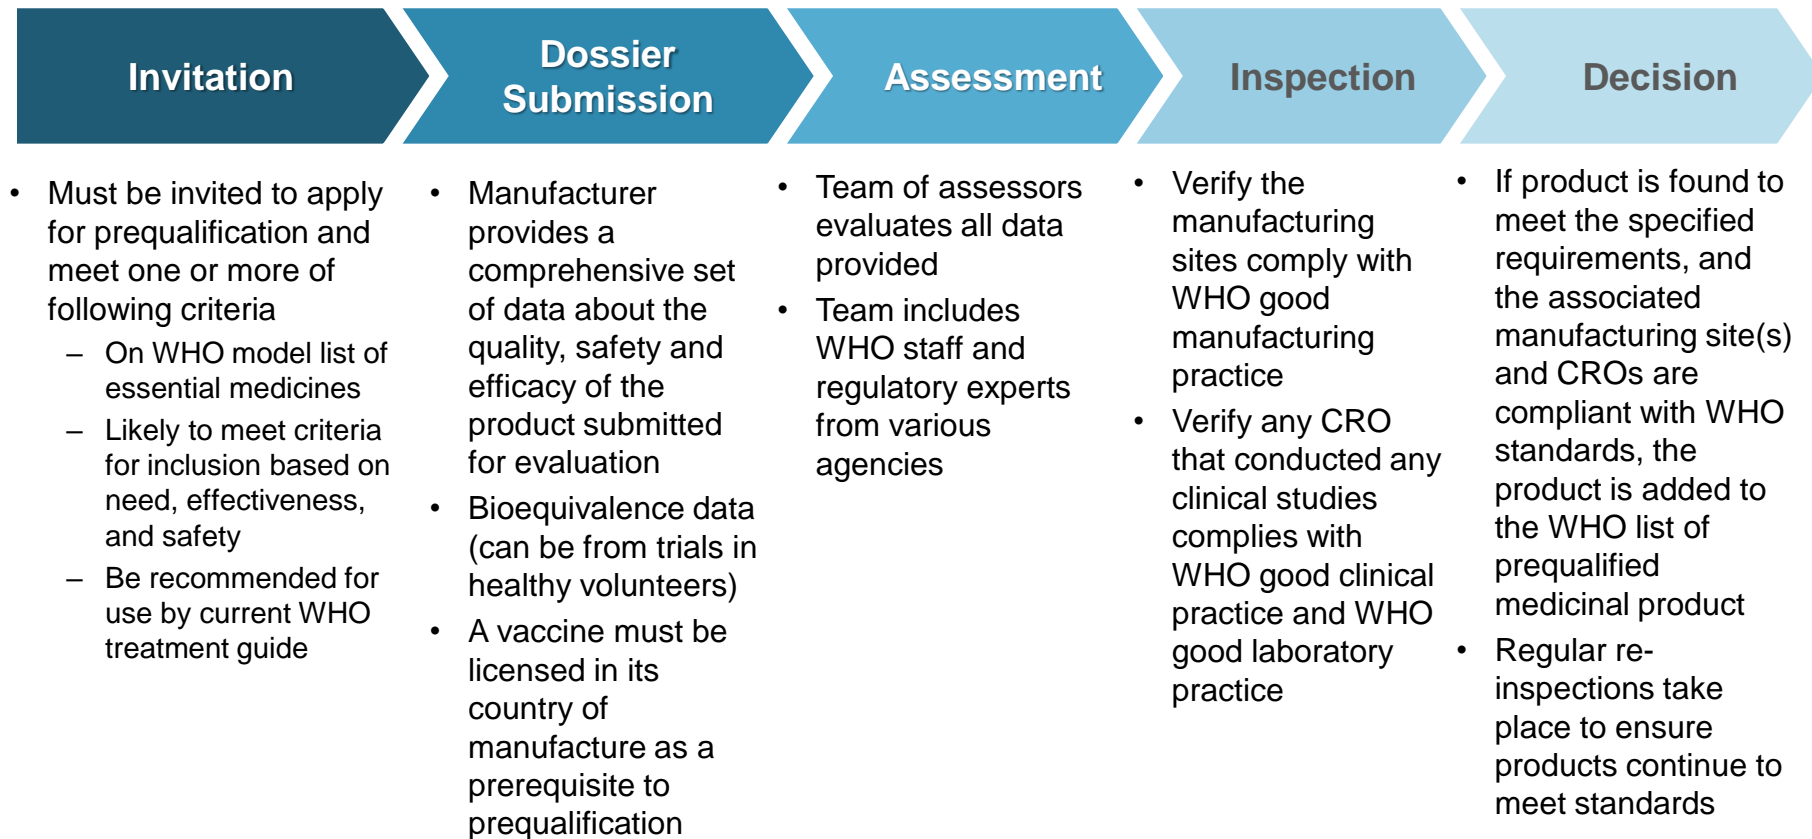 Invitation
Dossier
Submission
Assessment
Inspection
Decision
• Must be invited to apply
for prequalification and
meet one or more of
following criteria
– On WHO model list of
essential medicines
– Likely to meet criteria
for inclusion based on
need, effectiveness,
and safety
– Be recommended for
use by current WHO
treatment guide
• Manufacturer
provides a
comprehensive set
of data about the
quality, safety and
efficacy of the
product submitted
for evaluation
• Bioequivalence data
(can be from trials in
healthy volunteers)
• A vaccine must be
licensed in its
country of
manufacture as a
prerequisite to
prequalification
• Team of assessors
evaluates all data
provided
• Team includes
WHO staff and
regulatory experts
from various
agencies
• Verify the
manufacturing
sites comply with
WHO good
manufacturing
practice
• Verify any CRO
that conducted any
clinical studies
complies with
WHO good clinical
practice and WHO
good laboratory
practice
• If product is found to
meet the specified
requirements, and
the associated
manufacturing site(s)
and CROs are
compliant with WHO
standards, the
product is added to
the WHO list of
prequalified
medicinal product
• Regular re-
inspections take
place to ensure
products continue to
meet standards